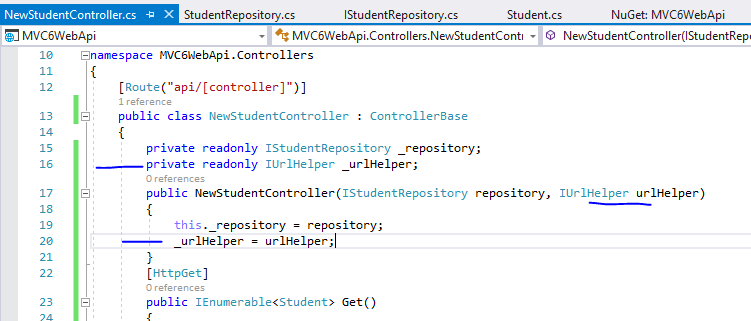 NewStudentController.cs StudentRepository.cs IStudentRepository.cs Student.cs NuGet: MVC6WebApi
MVC6WebApi MVC6WebApi.Controllers.NewStudentContr NewStudentController(IStudentRepo
10 namespace MVC6WebApi.Controllers
11 {
12 [Route("api/[controller]")]
1 reference
13 public class NewStudentController : ControllerBase
14 {
15 private readonly IStudentRepository _repository;
16 private readonly IUrlHelper _urlHelper;
0 references
17 public NewStudentController(IStudentRepository repository, IUrlHelper urlHelper)
18 {
19 this._repository = repository;
20 _urlHelper = urlHelper;
21 }
22 [HttpGet]
0 references
23 public IEnumerable<Student> Get()
24 {